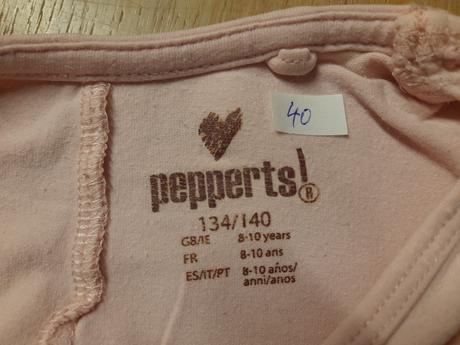 40
pepperts!®
134/140
GB/IE 8-10 years
FR 8-10 ans
ES/IT/PT 8-10 años/
anni/anos